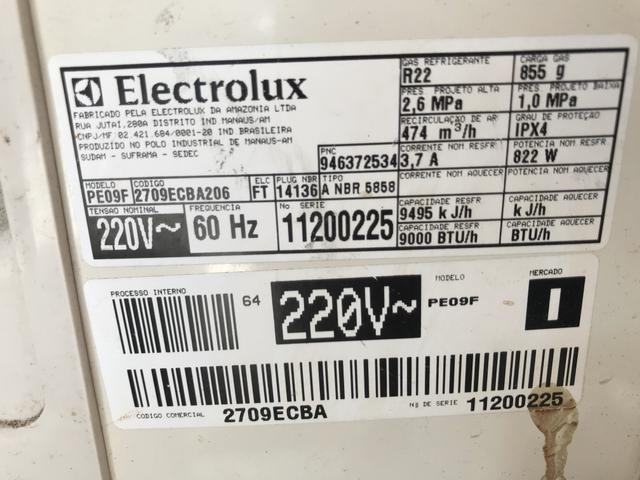 Electrolux
FABRICADO PELA ELECTROLUX DA AMAZONIA LTDA
RUA JUTAI,280A DISTRITO IND MANAUS/AM
CNPJ/MF 02.421.684/0001-20 IND BRASILEIRA
PRODUZIDO NO POLO INDUSTRIAL DE MANAUS-AM
SUDAM - SUFRAMA - SEDEC
PNC
946372534
GAS REFRIGERANTE
R22
CARGA GAS
855 g
PRES PROJETO ALTA
2,6 MPa
PRES PROJETO BAIXA
1,0 MPa
RECIRCULAÇÃO DE AR
474 m³/h
GRAU DE PROTEÇÃO
IPX4
CORRENTE NOM RESFR
3,7 A
POTENCIA NOM RESFR
822 W
MODELO
PE09F
CODIGO
2709ECBA206
ELC
FT
PLUG NBR
14136
TIPO
A NBR 5858
CORRENTE NOM AQUECER
POTENCIA NOM AQUECER
TENSAO NOMINAL
220V~
FREQUENCIA
60 Hz
No SERIE
11200225
CAPACIDADE RESFR
9495 kJ/h
CAPACIDADE AQUECER
kJ/h
CAPACIDADE RESFR
9000 BTU/h
CAPACIDADE AQUECER
BTU/h
PROCESSO INTERNO
64
220V~
MODELO
PE09F
MERCADO
I
CODIGO COMERCIAL
2709ECBA
Nº DE SERIE
11200225